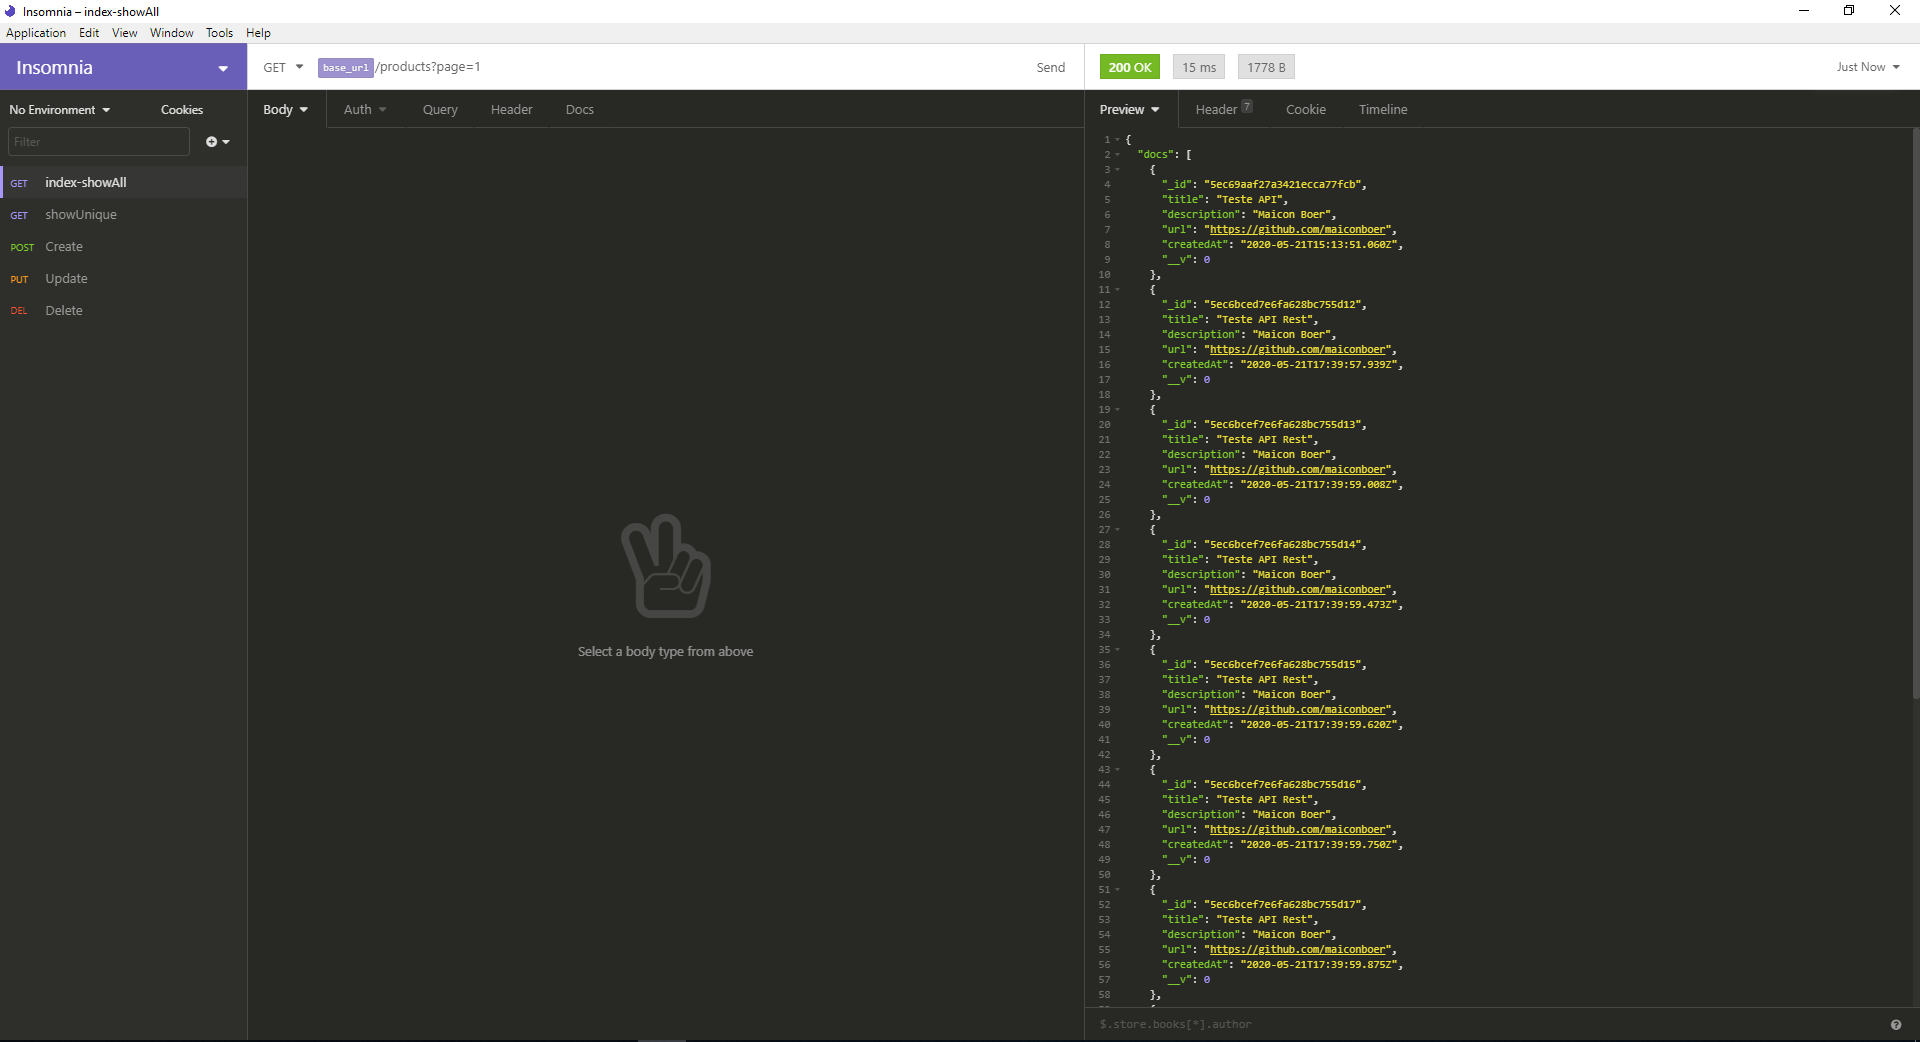 Insomnia – index-showAll
Application Edit View Window Tools Help
Insomnia
GET base_url/products?page=1 Send
200 OK 15 ms 1778 B Just Now
No Environment Cookies
Filter
GET index-showAll
GET showUnique
POST Create
PUT Update
DEL Delete
Body Auth Query Header Docs
Select a body type from above
Preview Header 7 Cookie Timeline
1 {
2 "docs": [
3 {
4 "_id": "5ec69aaf27a3421ecca77fcb",
5 "title": "Teste API",
6 "description": "Maicon Boer",
7 "url": "https://github.com/maiconboer",
8 "createdAt": "2020-05-21T15:13:51.060Z",
9 "__v": 0
10 },
11 {
12 "_id": "5ec6bced7e6fa628bc755d12",
13 "title": "Teste API Rest",
14 "description": "Maicon Boer",
15 "url": "https://github.com/maiconboer",
16 "createdAt": "2020-05-21T17:39:57.939Z",
17 "__v": 0
18 },
19 {
20 "_id": "5ec6bcef7e6fa628bc755d13",
21 "title": "Teste API Rest",
22 "description": "Maicon Boer",
23 "url": "https://github.com/maiconboer",
24 "createdAt": "2020-05-21T17:39:59.008Z",
25 "__v": 0
26 },
27 {
28 "_id": "5ec6bcef7e6fa628bc755d14",
29 "title": "Teste API Rest",
30 "description": "Maicon Boer",
31 "url": "https://github.com/maiconboer",
32 "createdAt": "2020-05-21T17:39:59.473Z",
33 "__v": 0
34 },
35 {
36 "_id": "5ec6bcef7e6fa628bc755d15",
37 "title": "Teste API Rest",
38 "description": "Maicon Boer",
39 "url": "https://github.com/maiconboer",
40 "createdAt": "2020-05-21T17:39:59.620Z",
41 "__v": 0
42 },
43 {
44 "_id": "5ec6bcef7e6fa628bc755d16",
45 "title": "Teste API Rest",
46 "description": "Maicon Boer",
47 "url": "https://github.com/maiconboer",
48 "createdAt": "2020-05-21T17:39:59.750Z",
49 "__v": 0
50 },
51 {
52 "_id": "5ec6bcef7e6fa628bc755d17",
53 "title": "Teste API Rest",
54 "description": "Maicon Boer",
55 "url": "https://github.com/maiconboer",
56 "createdAt": "2020-05-21T17:39:59.875Z",
57 "__v": 0
58 },
$.store.books[*].author